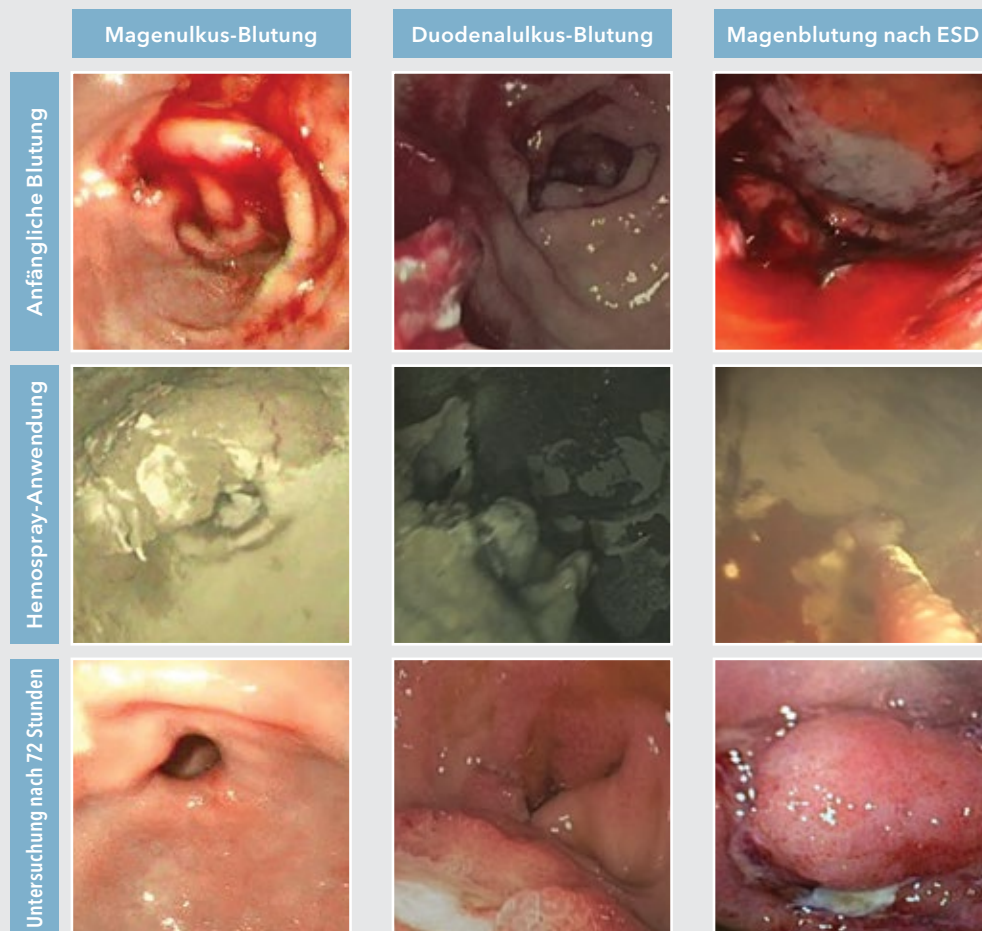 Magenulkus-Blutung
Duodenalulkus-Blutung
Magenblutung nach ESD
Anfängliche Blutung
Hemospray-Anwendung
Untersuchung nach 72 Stunden